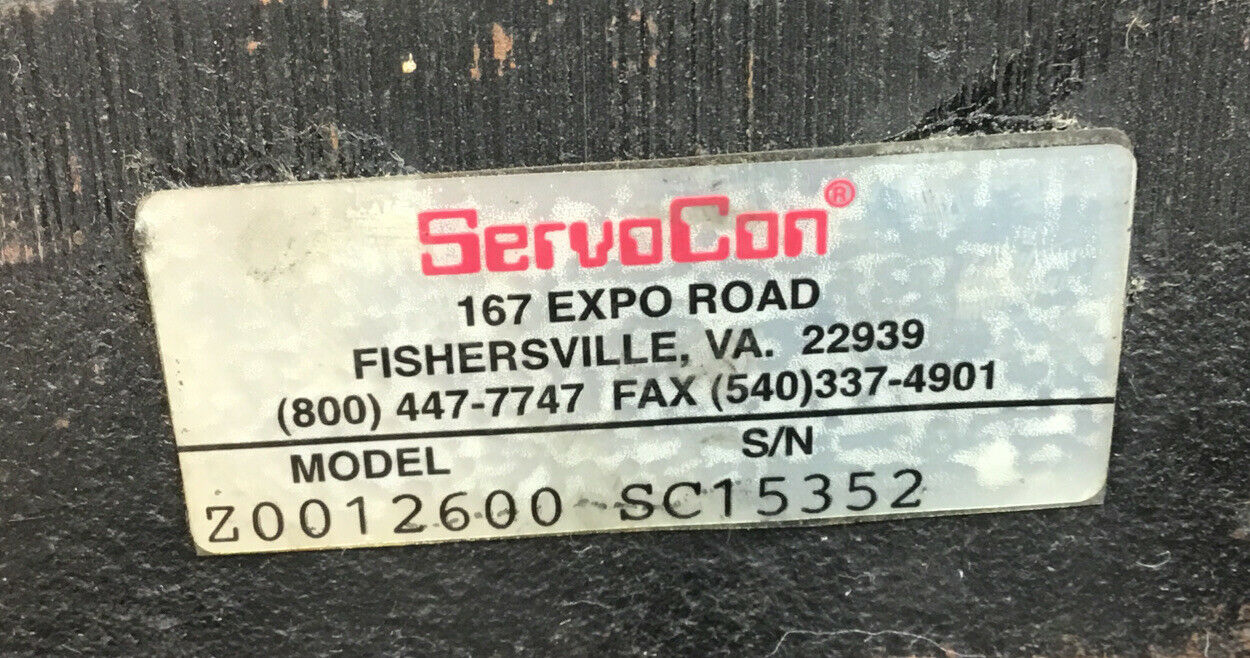 ServoCon®
167 EXPO ROAD
FISHERSVILLE, VA. 22939
(800) 447-7747 FAX (540)337-4901
MODEL S/N
Z0012600 SC15352